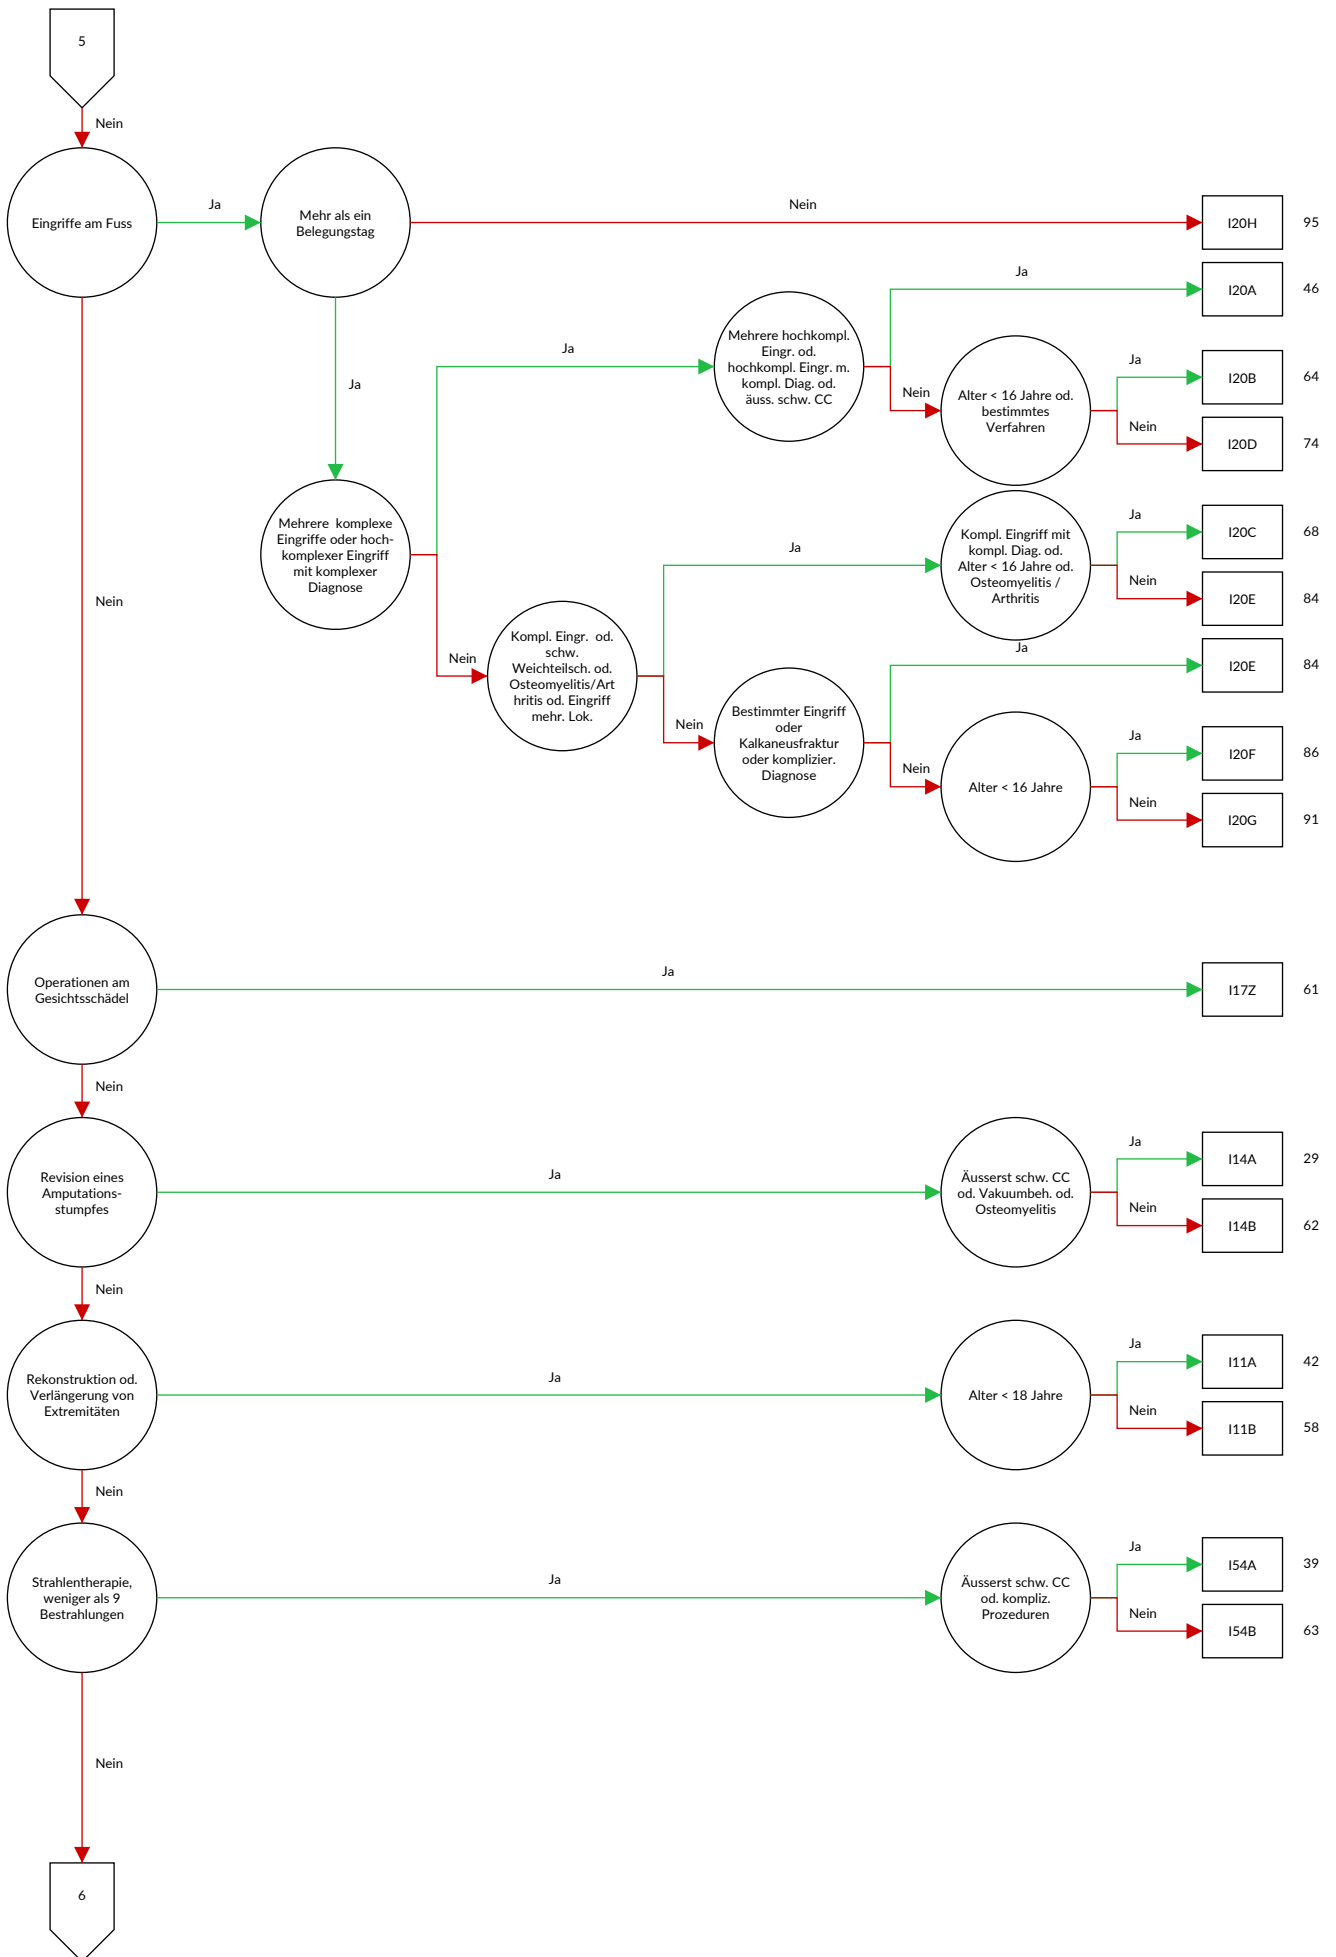 5
Nein
Eingriffe am Fuss
Ja
Mehr als ein
Belegungstag
Nein
I20H
95
Ja
I20A
46
Ja
Mehrere komplexe
Eingriffe oder hoch-
komplexer Eingriff
mit komplexer
Diagnose
Ja
Mehrere hochkompl.
Eingr. od.
hochkompl. Eingr. m.
kompl. Diag. od.
äuss. schw. CC
Nein
Alter < 16 Jahre od.
bestimmtes
Verfahren
Ja
I20B
64
Nein
I20D
74
Nein
Kompl. Eingr. od.
schw.
Weichteilsch. od.
Osteomyelitis/Art
hritis od. Eingriff
mehr. Lok.
Ja
Kompl. Eingriff mit
kompl. Diag. od.
Alter < 16 Jahre od.
Osteomyelitis /
Arthritis
Ja
I20C
68
Nein
I20E
84
Nein
Bestimmter Eingriff
oder
Kalkaneusfraktur
oder komplizier.
Diagnose
Ja
I20E
84
Nein
Alter < 16 Jahre
Ja
I20F
86
Nein
I20G
91
Nein
Operationen am
Gesichtsschädel
Ja
I17Z
61
Nein
Revision eines
Amputations-
stumpfes
Ja
Äusserst schw. CC
od. Vakuumbeh. od.
Osteomyelitis
Ja
I14A
29
Nein
I14B
62
Nein
Rekonstruktion od.
Verlängerung von
Extremitäten
Ja
Alter < 18 Jahre
Ja
I11A
42
Nein
I11B
58
Nein
Strahlentherapie,
weniger als 9
Bestrahlungen
Ja
Äusserst schw. CC
od. kompliz.
Prozeduren
Ja
I54A
39
Nein
I54B
63
Nein
6